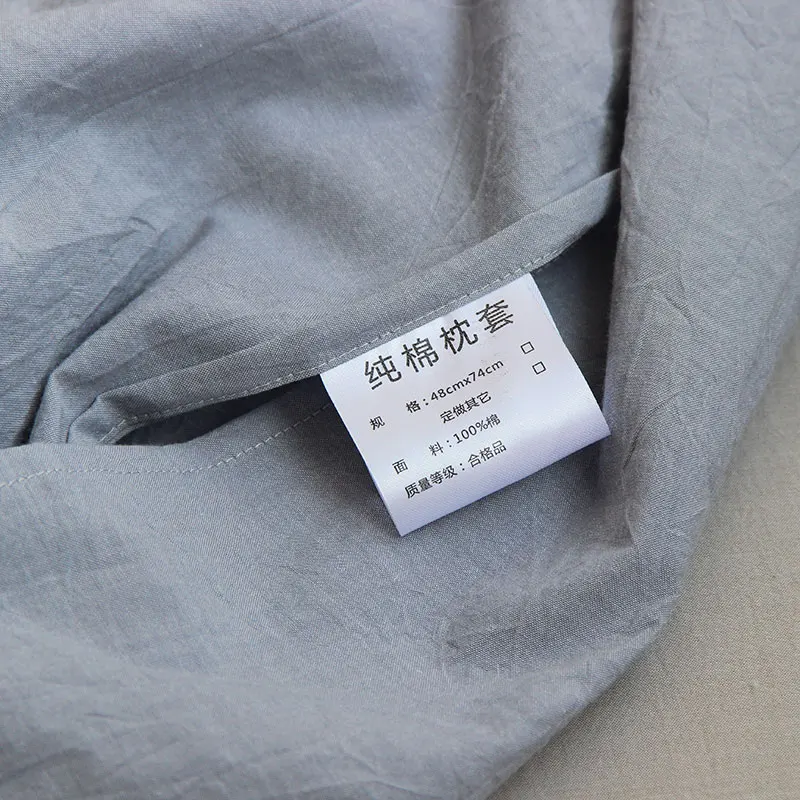 纯棉枕套
规 格：48cmx74cm □
定做其它 □
面 料：100%棉
质量等级：合格品